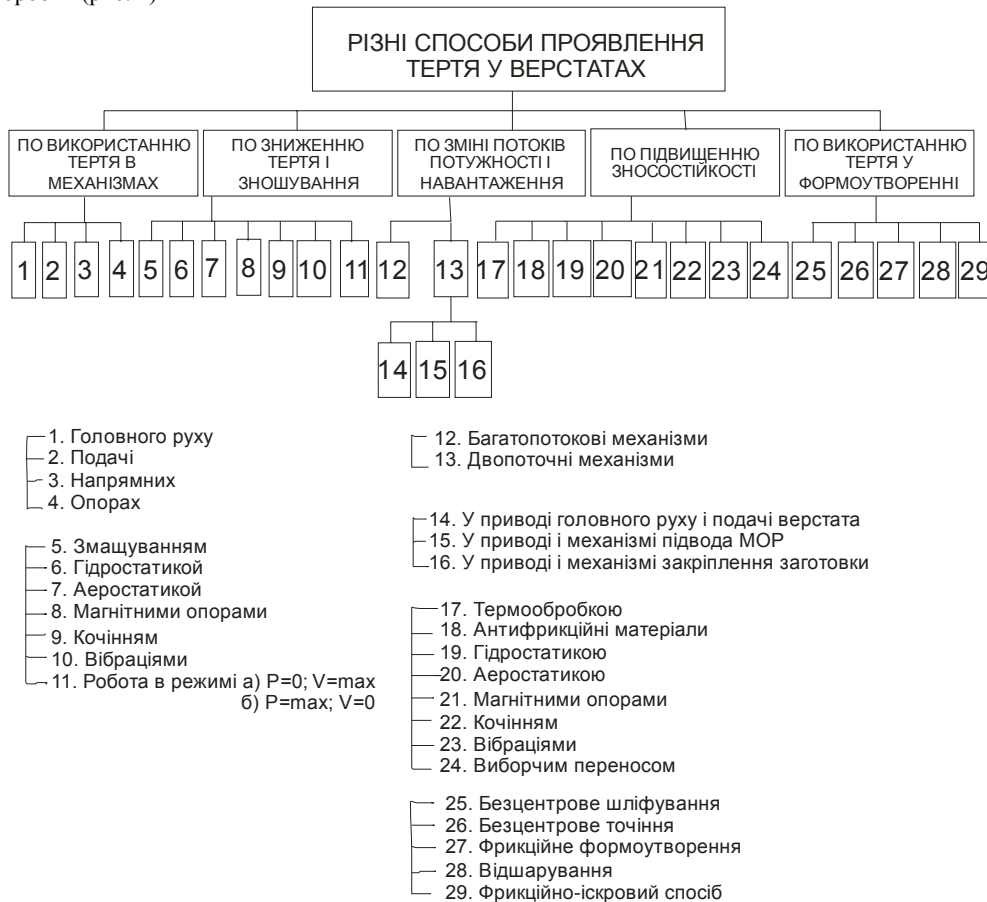 РІЗНІ СПОСОБИ ПРОЯВЛЕННЯ
ТЕРТЯ У ВЕРСТАТАХ
ПО ВИКОРИСТАННЮ
ТЕРТЯ В
МЕХАНІЗМАХ
ПО ЗНИЖЕННЮ
ТЕРТЯ І
ЗНОШУВАННЯ
ПО ЗМІНІ ПОТОКІВ
ПОТУЖНОСТІ І
НАВАНТАЖЕННЯ
ПО ПІДВИЩЕННЮ
ЗНОСОСТІЙКОСТІ
ПО ВИКОРИСТАННЮ
ТЕРТЯ У
ФОРМОУТВОРЕННІ
1 2 3 4 5 6 7 8 9 10 11 12 13 17 18 19 20 21 22 23 24 25 26 27 28 29
14 15 16
1. Головного руху
2. Подачі
3. Напрямних
4. Опорах
5. Змащуванням
6. Гідростатикой
7. Аеростатикой
8. Магнітними опорами
9. Кочінням
10. Вібраціями
11. Робота в режимі а) P=0; V=max
б) P=max; V=0
12. Багатопотокові механізми
13. Двопоточні механізми
14. У приводі головного руху і подачі верстата
15. У приводі і механізмі підвода МОР
16. У приводі і механізмі закріплення заготовки
17. Термообробкою
18. Антифрикційні матеріали
19. Гідростатикою
20. Аеростатикою
21. Магнітними опорами
22. Кочінням
23. Вібраціями
24. Виборчим переносом
25. Безцентрове шліфування
26. Безцентрове точіння
27. Фрикційне формоутворення
28. Відшарування
29. Фрикційно-іскровий спосіб